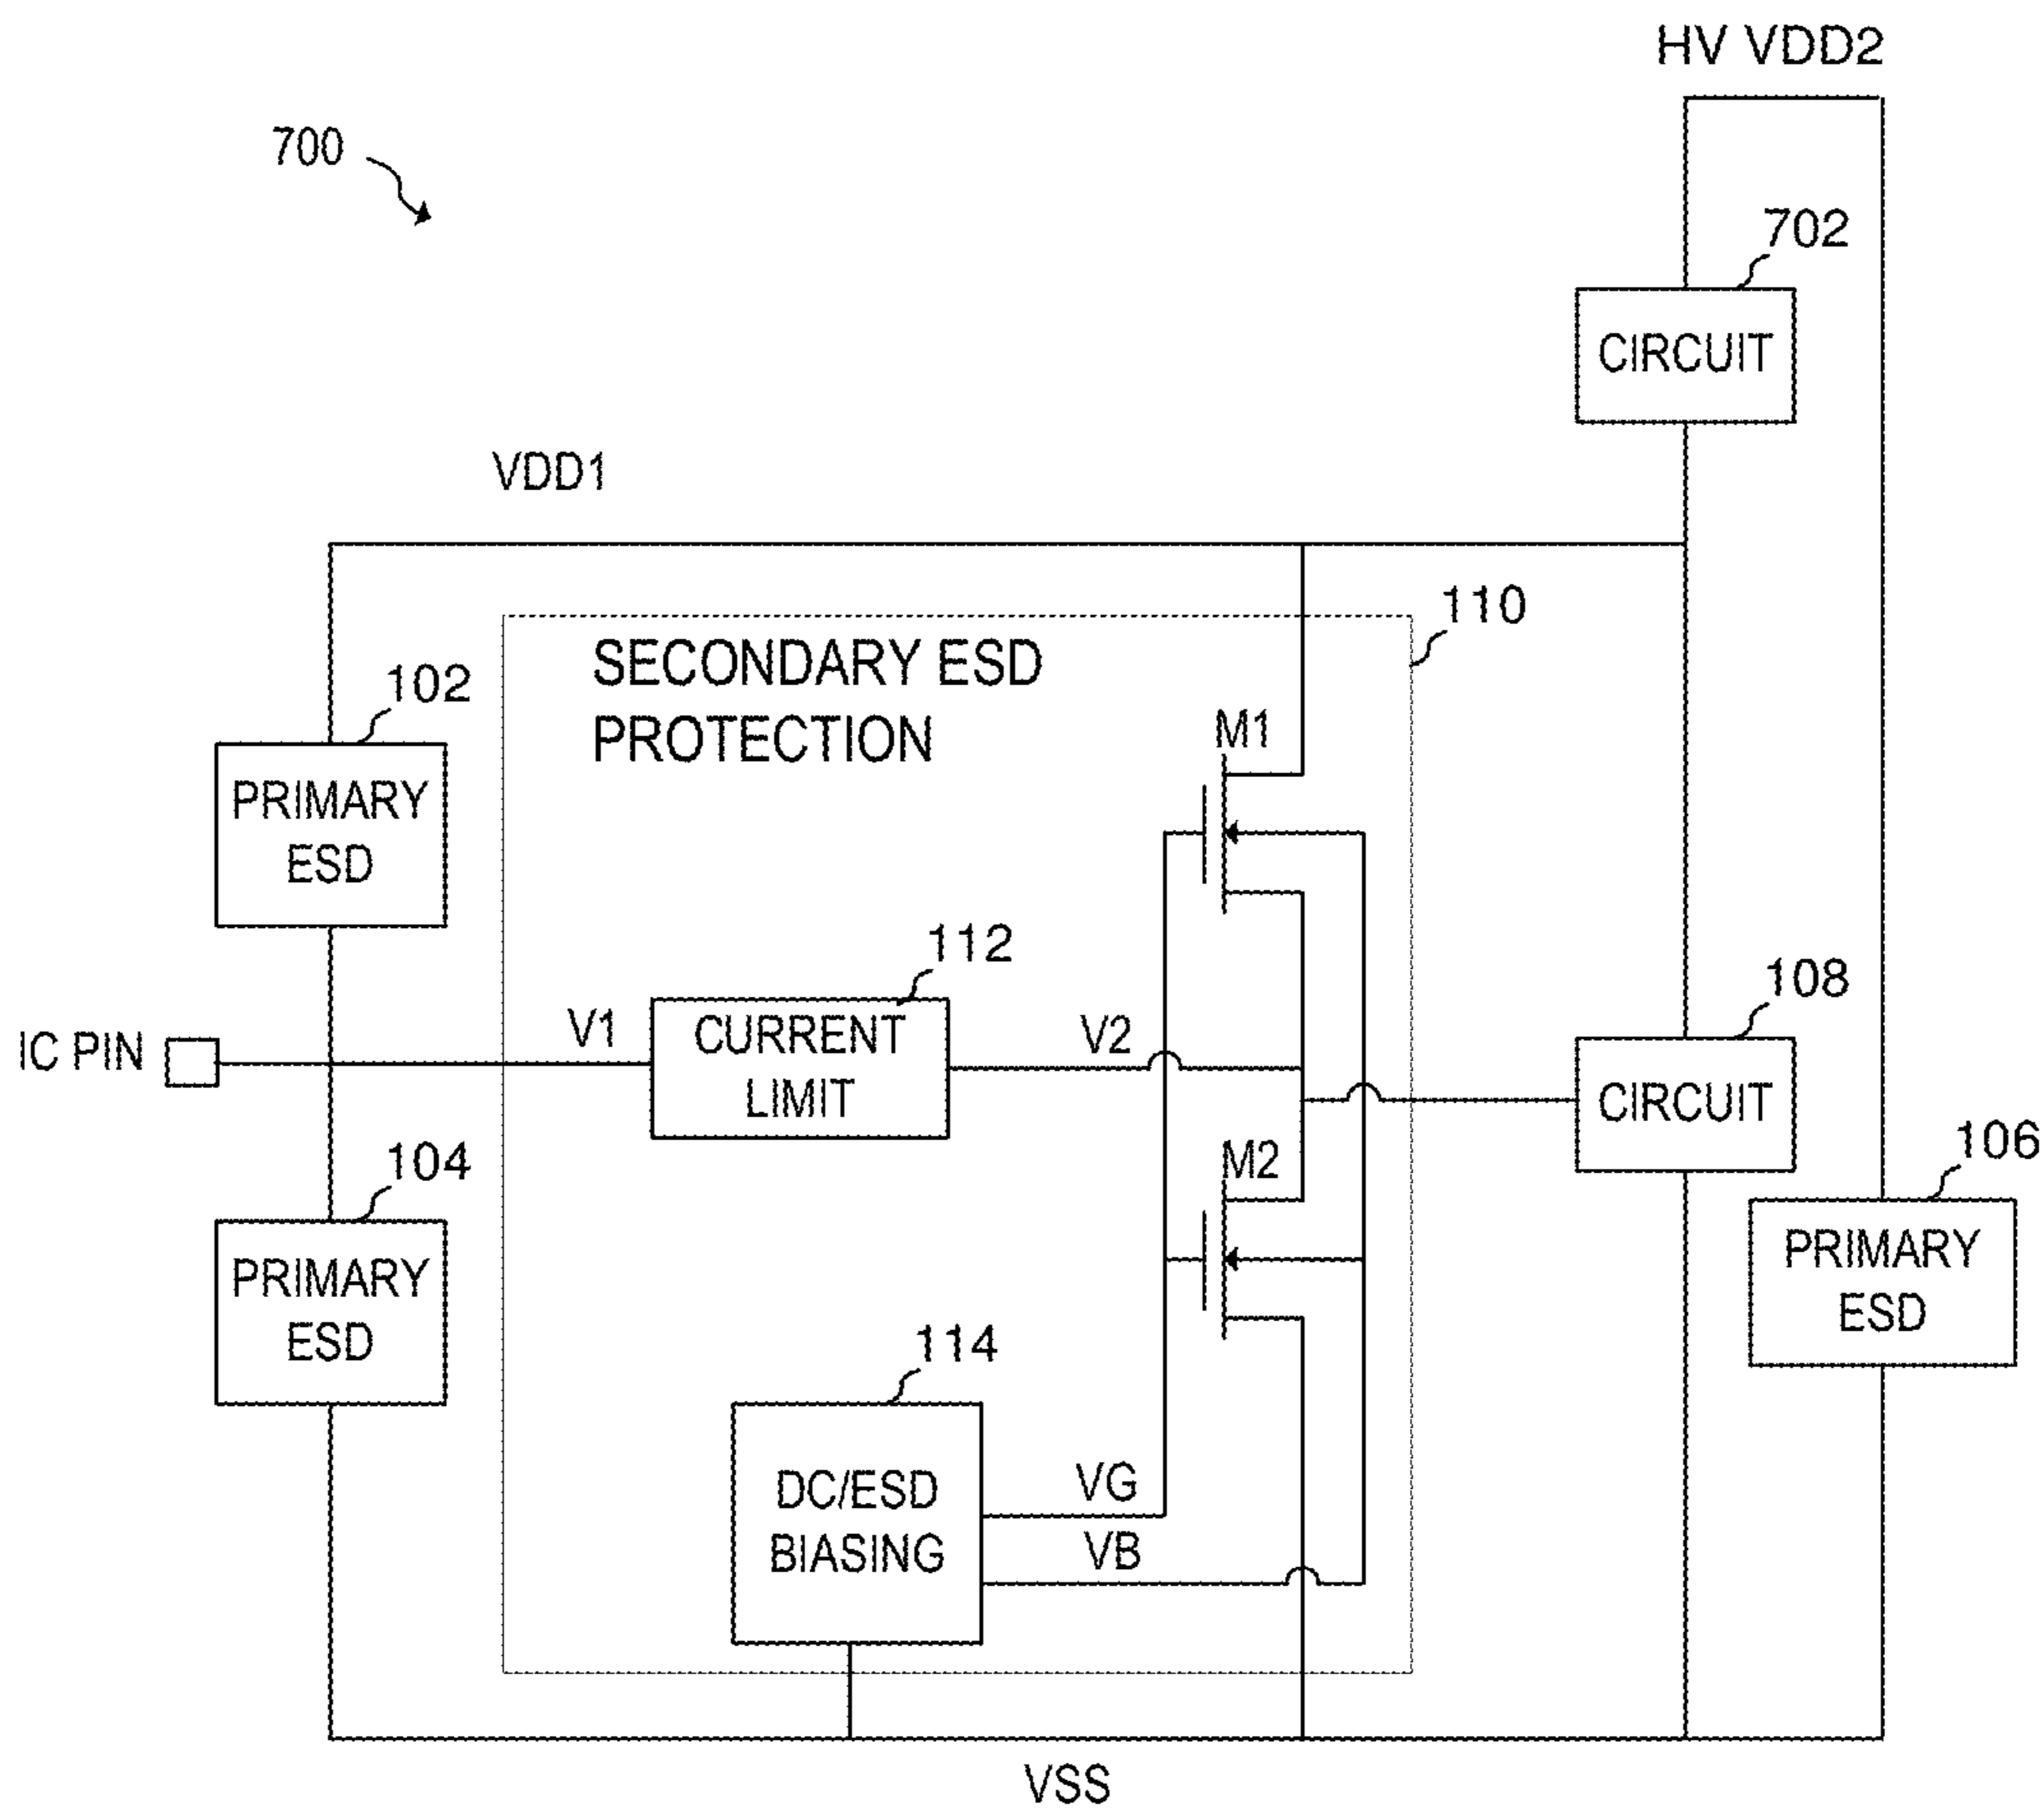 HV VDD2
700
702
CIRCUIT
VDD1
110
SECONDARY ESD
PROTECTION
102
M1
PRIMARY
ESD
112
108
V1
CURRENT
LIMIT
V2
IC PIN
CIRCUIT
104
M2
106
PRIMARY
ESD
PRIMARY
ESD
114
DC/ESD
BIASING
VG
VB
VSS